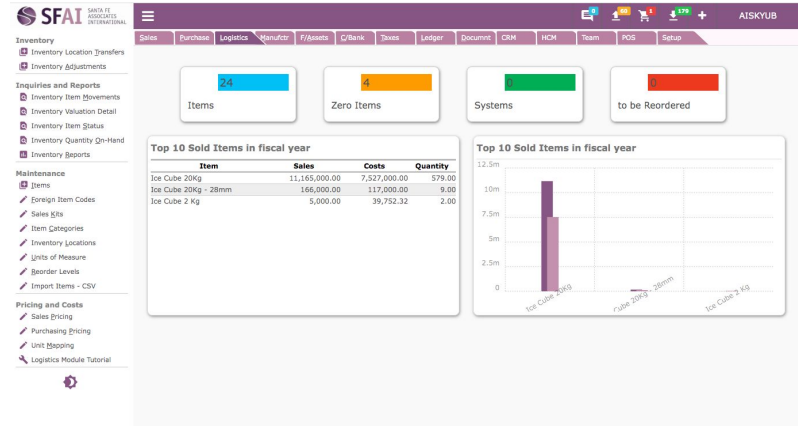 SFAI SANTA FE
ASSOCIATES
INTERNATIONAL
0 50 1 179 AISKYUB
Sales Purchase Logistics Manufctr F/Assets C/Bank Taxes Ledger Documnt CRM HCM Team POS Setup
Inventory
Inventory Location Transfers
Inventory Adjustments
Inquiries and Reports
Inventory Item Movements
Inventory Valuation Detail
Inventory Item Status
Inventory Quantity On-Hand
Inventory Reports
Maintenance
Items
Foreign Item Codes
Sales Kits
Item Categories
Inventory Locations
Units of Measure
Reorder Levels
Import Items - CSV
Pricing and Costs
Sales Pricing
Purchasing Pricing
Unit Mapping
Logistics Module Tutorial
24
Items
4
Zero Items
0
Systems
0
to be Reordered
Top 10 Sold Items in fiscal year
Item Sales Costs Quantity
Ice Cube 20Kg 11,165,000.00 7,527,000.00 579.00
Ice Cube 20Kg - 28mm 166,000.00 117,000.00 9.00
Ice Cube 2 Kg 5,000.00 39,752.32 2.00
Top 10 Sold Items in fiscal year
12.5m
10m
7.5m
5m
2.5m
0
Ice Cube 20Kg
Cube 20Kg - 28mm
Ice Cube 2 Kg